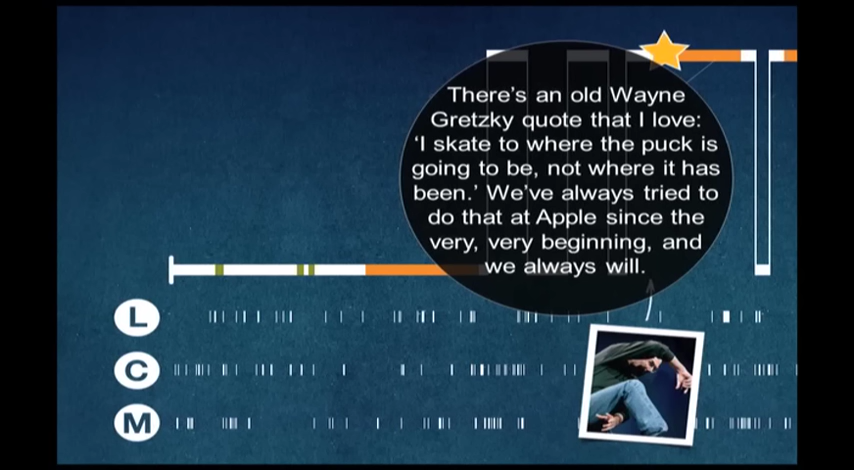 There's an old Wayne
Gretzky quote that I love:
‘I skate to where the puck is
going to be, not where it has
been.’ We've always tried to
do that at Apple since the
very, very beginning, and
we always will.
L
C
M